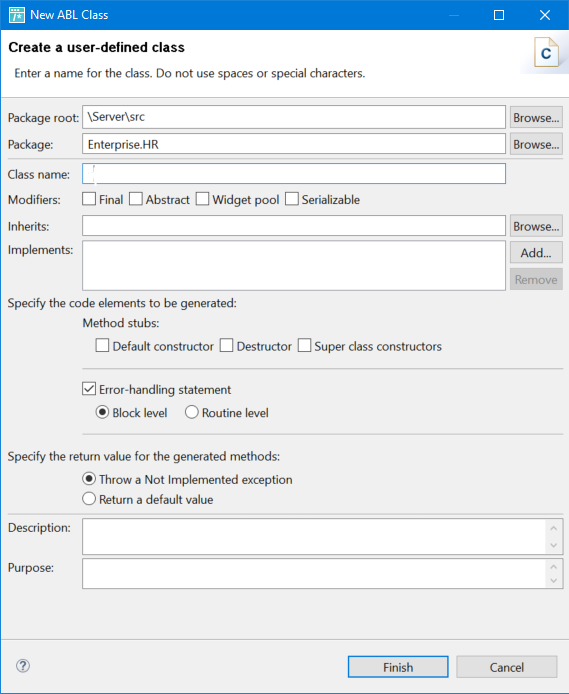 New ABL Class
Create a user-defined class
Enter a name for the class. Do not use spaces or special characters.
C
Package root: \Server\src Browse...
Package: Enterprise.HR Browse...
Class name:
Modifiers: Final Abstract Widget pool Serializable
Inherits: Browse...
Implements: Add...
Remove
Specify the code elements to be generated:
Method stubs:
Default constructor Destructor Super class constructors
Error-handling statement
Block level Routine level
Specify the return value for the generated methods:
Throw a Not Implemented exception
Return a default value
Description:
Purpose:
? Finish Cancel